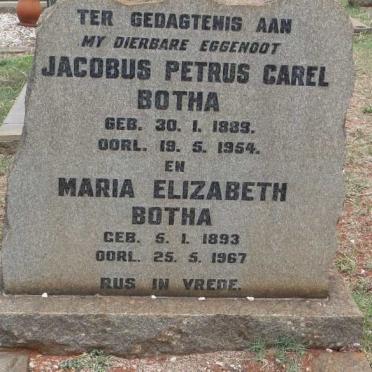 TER GEDAGTENIS AAN
MY DIERBARE EGGENOOT
JACOBUS PETRUS CAREL
BOTHA
GEB. 30. 1. 1889.
OORL. 19. 5. 1954.
EN
MARIA ELIZABETH
BOTHA
GEB. 5. 1. 1893
OORL. 25. 5. 1967
RUS IN VREDE.